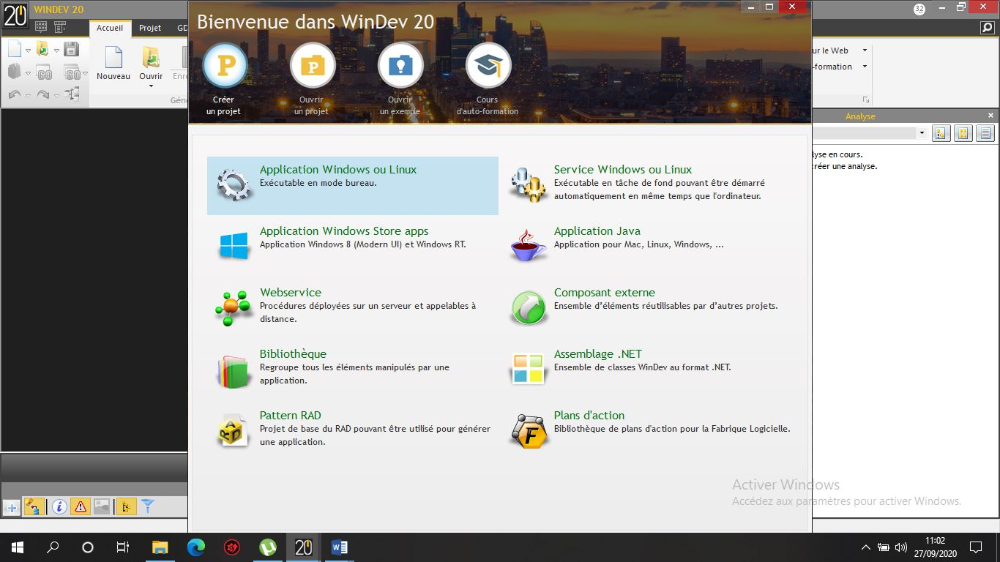 20
WINDEV 20
Bienvenue dans WinDev 20
32
Accueil
Projet
GD
Nouveau
Ouvrir
GO
GO
P
P
Créer
un projet
Ouvrir
un projet
Ouvrir
un exemple
Cours
d'auto-formation
ur le Web
-formation
Analyse
lyse en cours.
créer une analyse.
Application Windows ou Linux
Exécutable en mode bureau.
Service Windows ou Linux
Exécutable en tâche de fond pouvant être démarré
automatiquement en même temps que l'ordinateur.
Application Windows Store apps
Application Windows 8 (Modern UI) et Windows RT.
Application Java
Application pour Mac, Linux, Windows, ...
Webservice
Procédures déployées sur un serveur et appelables à
distance.
Composant externe
Ensemble d’éléments réutilisables par d’autres projets.
Bibliothèque
Regroupe tous les éléments manipulés par une
application.
Assemblage .NET
Ensemble de classes WinDev au format .NET.
Pattern RAD
Projet de base du RAD pouvant être utilisé pour générer
une application.
Plans d'action
Bibliothèque de plans d'action pour la Fabrique Logicielle.
F
Activer Windows
Accédez aux paramètres pour activer Windows.
20
11:02
27/09/2020